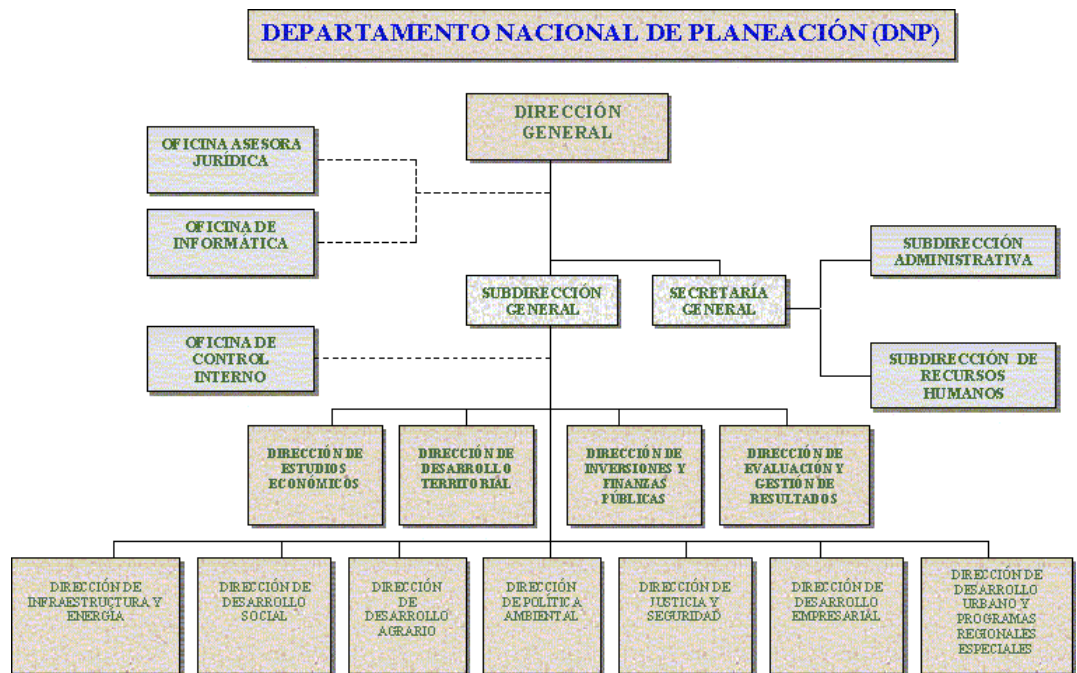 DEPARTAMENTO NACIONAL DE PLANEACIÓN (DNP)
DIRECCIÓN
GENERAL
OFICINA ASESORA
JURÍDICA
OFICINA DE
INFORMÁTICA
SUBDIRECCIÓN
ADMINISTRATIVA
SUBDIRECCIÓN
GENERAL
SECRETARÍA
GENERAL
OFICINA DE
CONTROL
INTERNO
SUBDIRECCIÓN DE
RECURSOS
HUMANOS
DIRECCIÓN DE
ESTUDIOS
ECONÓMICOS
DIRECCIÓN DE
DESARROLLO
TERRITORIAL
DIRECCIÓN DE
INVERSIONES Y
FINANZAS
PÚBLICAS
DIRECCIÓN DE
EVALUACIÓN Y
GESTIÓN DE
RESULTADOS
DIRECCIÓN DE
INFRAESTRUCTURA Y
ENERGÍA
DIRECCIÓN DE
DESARROLLO
SOCIAL
DIRECCIÓN
DE
DESARROLLO
AGRARIO
DIRECCIÓN
DE POLÍTICA
AMBIENTAL
DIRECCIÓN DE
JUSTICIA Y
SEGURIDAD
DIRECCIÓN DE
DESARROLLO
EMPRESARIAL
DIRECCIÓN DE
DESARROLLO
URBANO Y
PROGRAMAS
REGIONALES
ESPECIALES